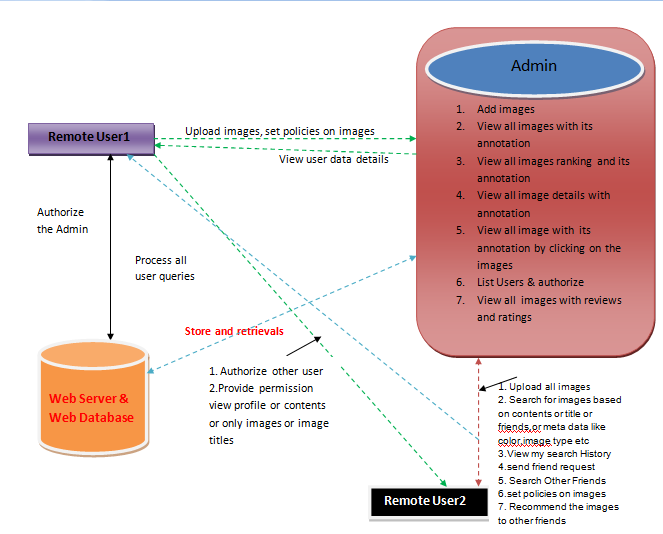 Admin
1. Add images
2. View all images with its
annotation
3. View all images ranking and its
annotation
4. View all image details with
annotation
5. View all image with its
annotation by clicking on the
images
6. List Users & authorize
7. View all images with reviews
and ratings
Remote User1
Upload images, set policies on images
View user data details
Authorize
the Admin
Process all
user queries
Store and retrievals
1. Authorize other user
2.Provide permission
view profile or contents
or only images or image
titles
Web Server &
Web Database
1. Upload all images
2. Search for images based
on contents or title or
friends,or meta data like
color,image type etc
3.View my search History
4.send friend request
5. Search Other Friends
6.set policies on images
7. Recommend the images
to other friends
Remote User2